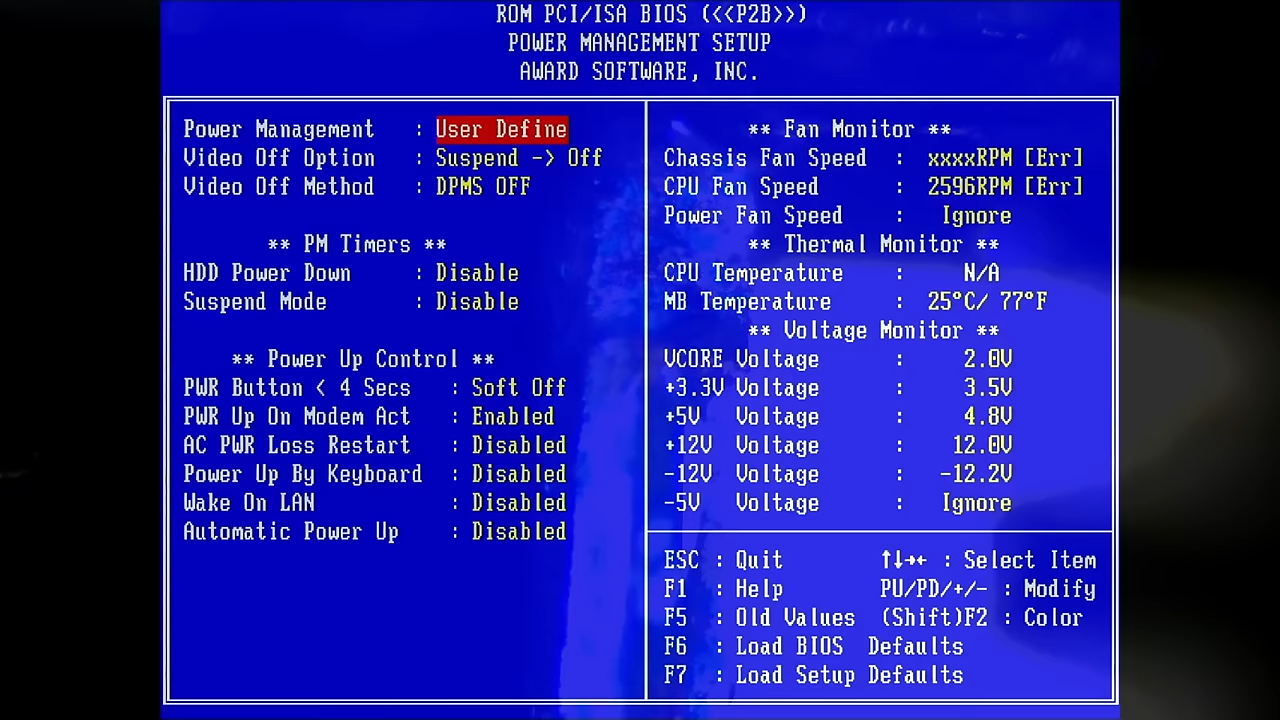 ROM PCI/ISA BIOS (<<P2B>>)
POWER MANAGEMENT SETUP
AWARD SOFTWARE, INC.
Power Management : User Define
Video Off Option : Suspend -> Off
Video Off Method : DPMS OFF
** PM Timers **
HDD Power Down : Disable
Suspend Mode : Disable
** Power Up Control **
PWR Button < 4 Secs : Soft Off
PWR Up On Modem Act : Enabled
AC PWR Loss Restart : Disabled
Power Up By Keyboard : Disabled
Wake On LAN : Disabled
Automatic Power Up : Disabled
** Fan Monitor **
Chassis Fan Speed : xxxxRPM [Err]
CPU Fan Speed : 2596RPM [Err]
Power Fan Speed : Ignore
** Thermal Monitor **
CPU Temperature : N/A
MB Temperature : 25°C/ 77°F
** Voltage Monitor **
VCORE Voltage : 2.0V
+3.3V Voltage : 3.5V
+5V Voltage : 4.8V
+12V Voltage : 12.0V
-12V Voltage : -12.2V
-5V Voltage : Ignore
ESC : Quit ↑↓→← : Select Item
F1 : Help PU/PD/+/- : Modify
F5 : Old Values (Shift)F2 : Color
F6 : Load BIOS Defaults
F7 : Load Setup Defaults